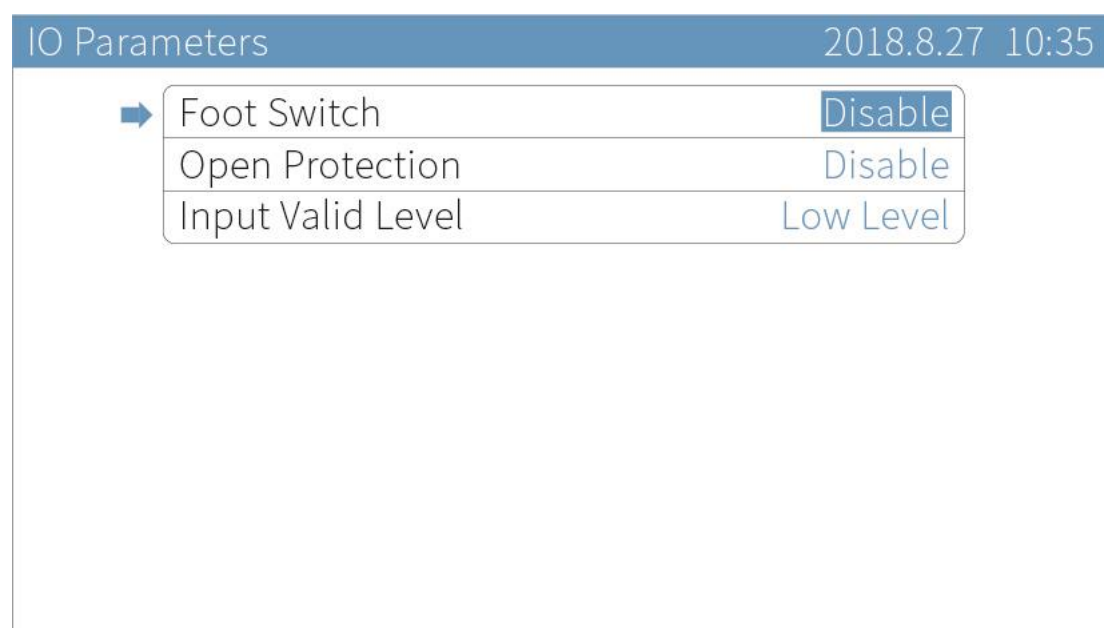 IO Parameters 2018.8.27 10:35
Foot Switch Disable
Open Protection Disable
Input Valid Level Low Level